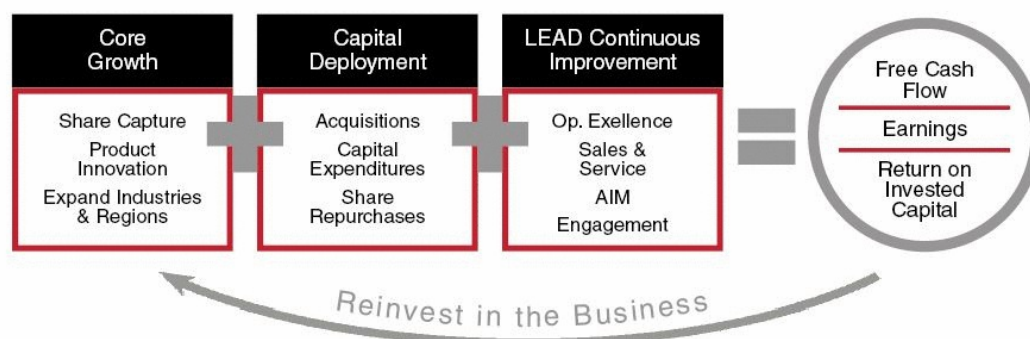 Core
Growth
Share Capture
Product
Innovation
Expand Industries
& Regions
Capital
Deployment
Acquisitions
Capital
Expenditures
Share
Repurchases
LEAD Continuous
Improvement
Op. Exellence
Sales &
Service
AIM
Engagement
Free Cash
Flow
Earnings
Return on
Invested
Capital
Reinvest in the Business